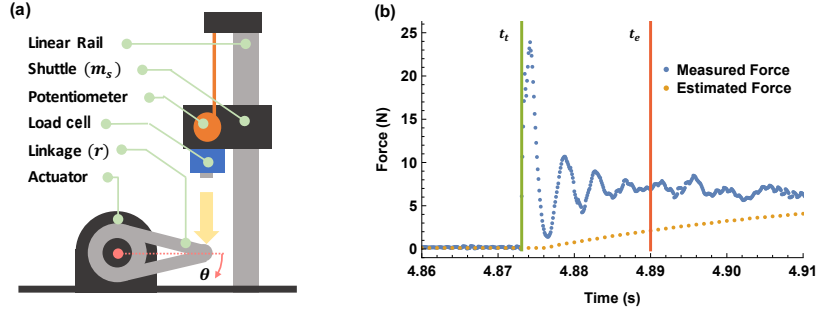 (a)
Linear Rail
Shuttle (m_s)
Potentiometer
Load cell
Linkage (r)
Actuator
θ
(b)
t_t
t_e
Measured Force
Estimated Force
Force (N)
25
20
15
10
5
0
4.86
4.87
4.88
4.89
4.90
4.91
Time (s)